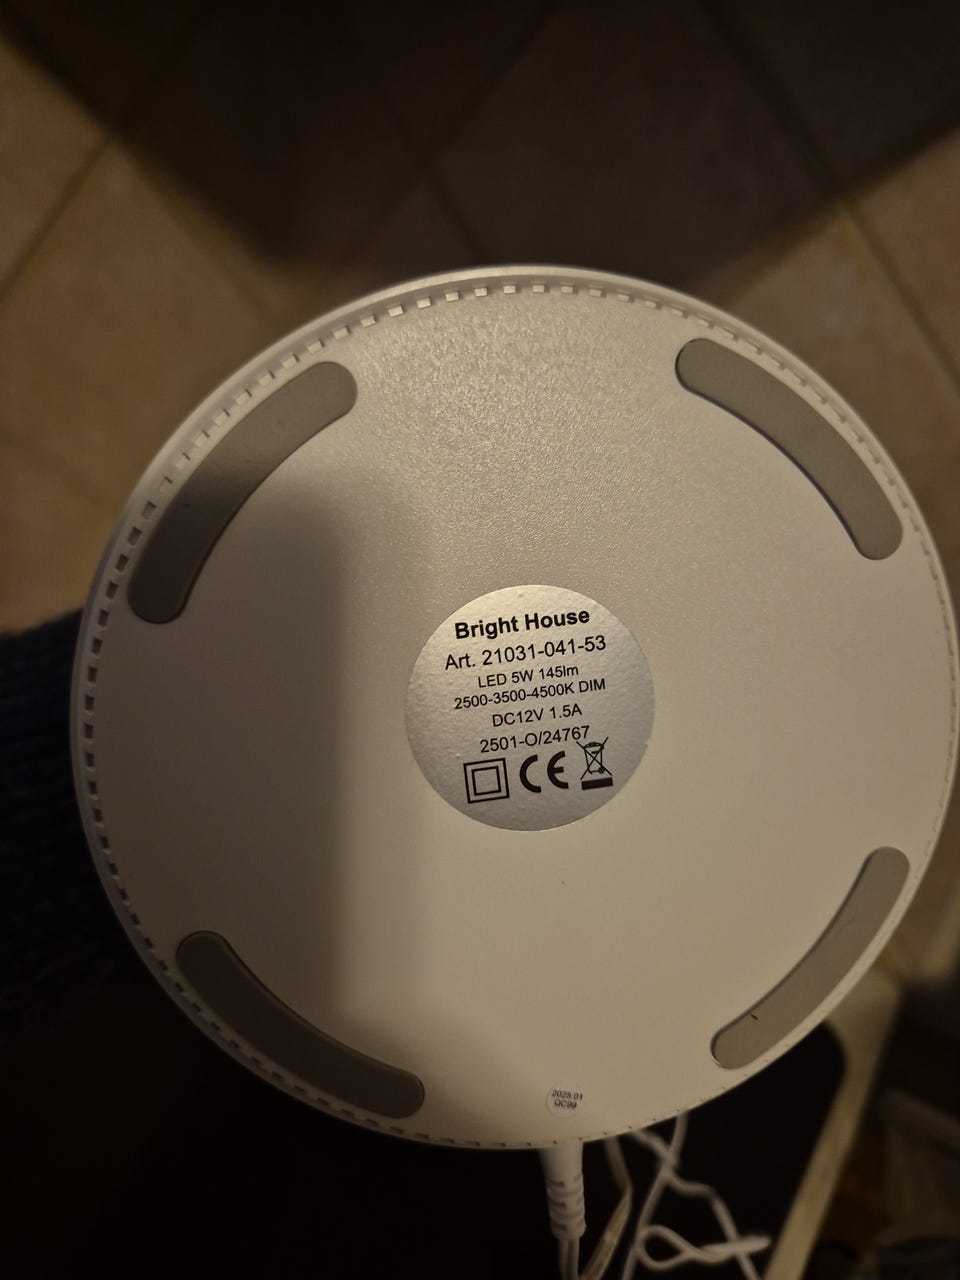 Bright House
Art. 21031-041-53
LED 5W 145lm
2500-3500-4500K DIM
DC12V 1.5A
2501-O/24767
CE
2025.01
QC99